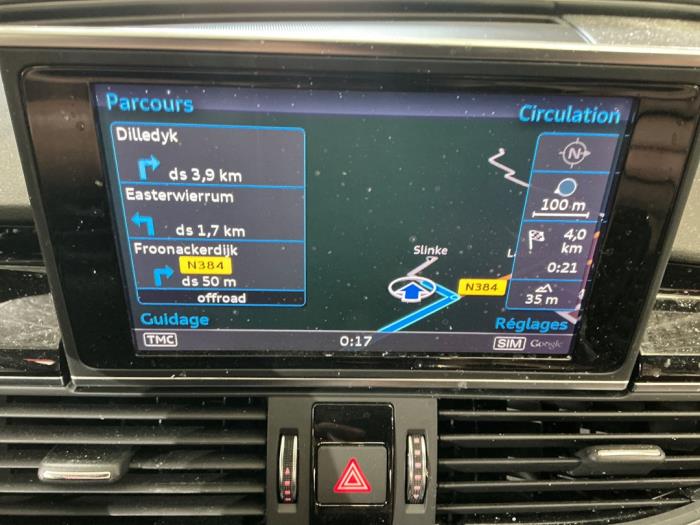 Parcours
Circulation
Dilledyk
ds 3,9 km
Easterwierrum
ds 1,7 km
Froonackerdijk
N384
ds 50 m
offroad
Guidage
TMC
0:17
Slinke
L
N384
N
100 m
4,0
km
0:21
35 m
Réglages
SIM Google